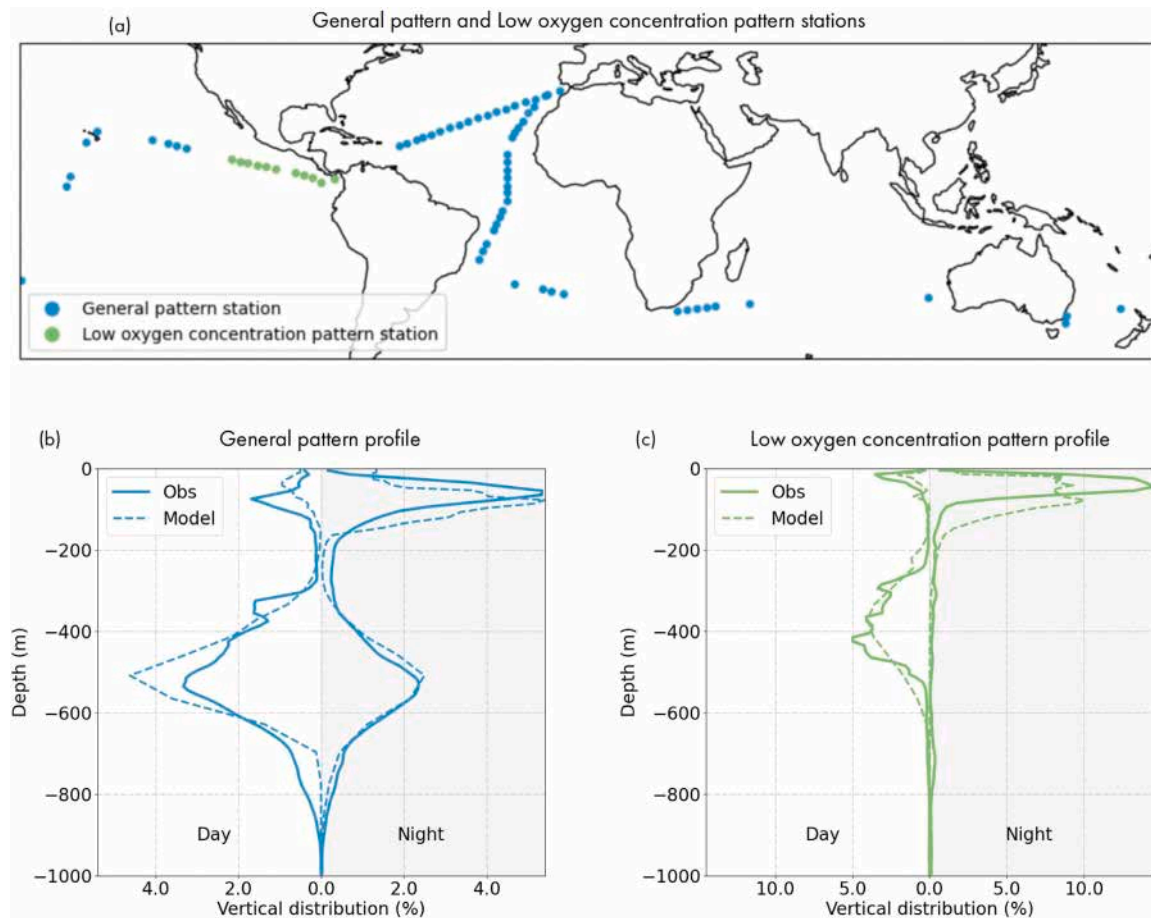 (a) General pattern and Low oxygen concentration pattern stations
General pattern station
Low oxygen concentration pattern station
(b) General pattern profile
0
−200
−400
−600
−800
−1000
Depth (m)
Obs
Model
Day
Night
4.0 2.0 0.0 2.0 4.0
Vertical distribution (%)
(c) Low oxygen concentration pattern profile
0
−200
−400
−600
−800
−1000
Depth (m)
Obs
Model
Day
Night
10.0 5.0 0.0 5.0 10.0
Vertical distribution (%)